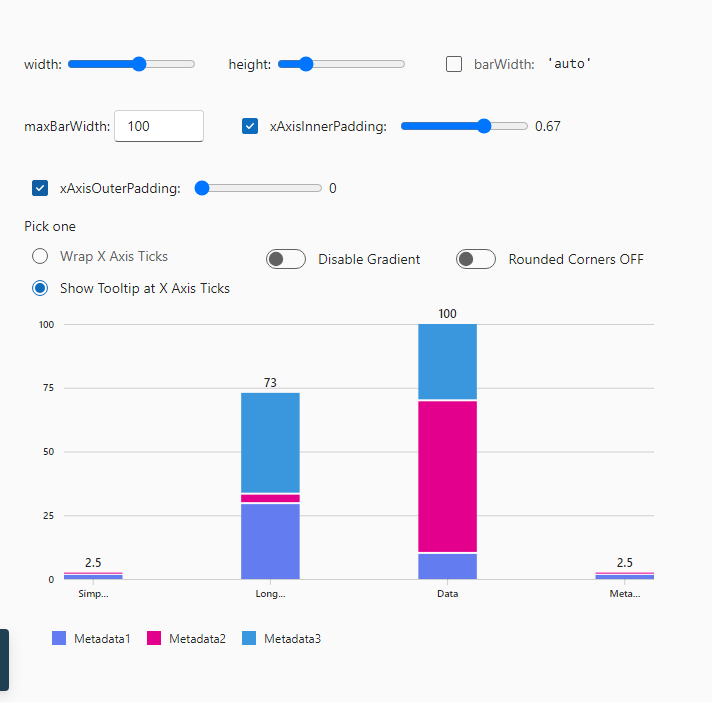 width: height: barWidth: 'auto'
maxBarWidth: 100 xAxisInnerPadding: 0.67
xAxisOuterPadding: 0
Pick one
Wrap X Axis Ticks Disable Gradient Rounded Corners OFF
Show Tooltip at X Axis Ticks
100
100
75
73
50
25
2.5 2.5
0
Simp... Long... Data Meta...
Metadata1 Metadata2 Metadata3